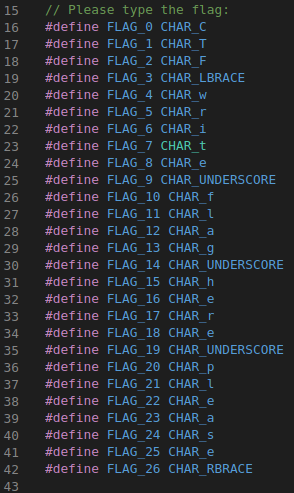 15 // Please type the flag:
16 #define FLAG_0 CHAR_C
17 #define FLAG_1 CHAR_T
18 #define FLAG_2 CHAR_F
19 #define FLAG_3 CHAR_LBRACE
20 #define FLAG_4 CHAR_w
21 #define FLAG_5 CHAR_r
22 #define FLAG_6 CHAR_i
23 #define FLAG_7 CHAR_t
24 #define FLAG_8 CHAR_e
25 #define FLAG_9 CHAR_UNDERSCORE
26 #define FLAG_10 CHAR_f
27 #define FLAG_11 CHAR_l
28 #define FLAG_12 CHAR_a
29 #define FLAG_13 CHAR_g
30 #define FLAG_14 CHAR_UNDERSCORE
31 #define FLAG_15 CHAR_h
32 #define FLAG_16 CHAR_e
33 #define FLAG_17 CHAR_r
34 #define FLAG_18 CHAR_e
35 #define FLAG_19 CHAR_UNDERSCORE
36 #define FLAG_20 CHAR_p
37 #define FLAG_21 CHAR_l
38 #define FLAG_22 CHAR_e
39 #define FLAG_23 CHAR_a
40 #define FLAG_24 CHAR_s
41 #define FLAG_25 CHAR_e
42 #define FLAG_26 CHAR_RBRACE
43